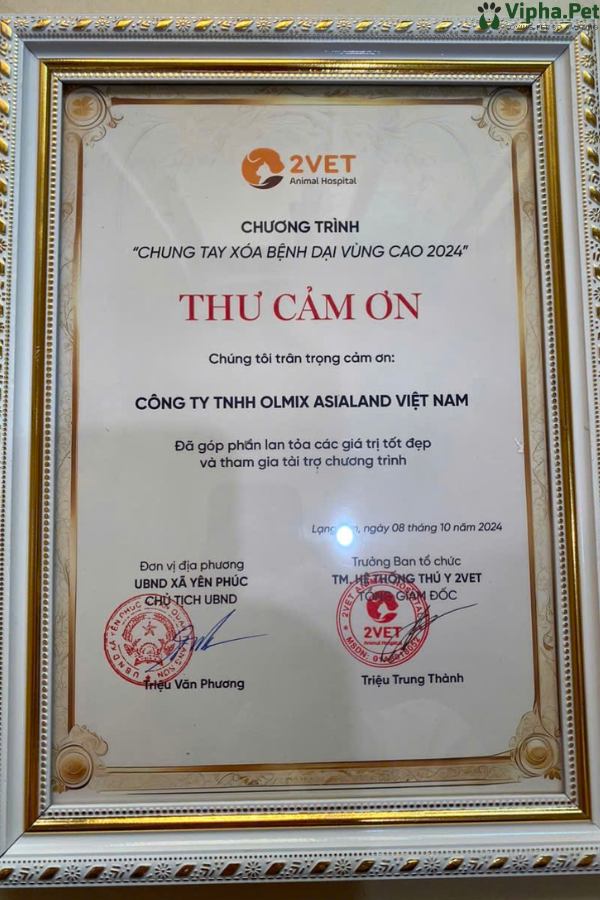 Vipha.Pet
2VET
Animal Hospital
CHƯƠNG TRÌNH
“CHUNG TAY XÓA BỆNH DẠI VÙNG CAO 2024”
THƯ CẢM ƠN
Chúng tôi trân trọng cảm ơn:
CÔNG TY TNHH OLMIX ASIALAND VIỆT NAM
Đã góp phần lan tỏa các giá trị tốt đẹp
và tham gia tài trợ chương trình
ngày 08 tháng 10 năm 2024
Đơn vị địa phương
UBND XÃ YÊN PHÚC
CHỦ TỊCH UBND
Triệu Văn Phương
Trưởng Ban tổ chức
TM. HỆ THỐNG THÚ Y 2VET
TỔNG GIÁM ĐỐC
2VET
Animal Hospital
Triệu Trung Thành